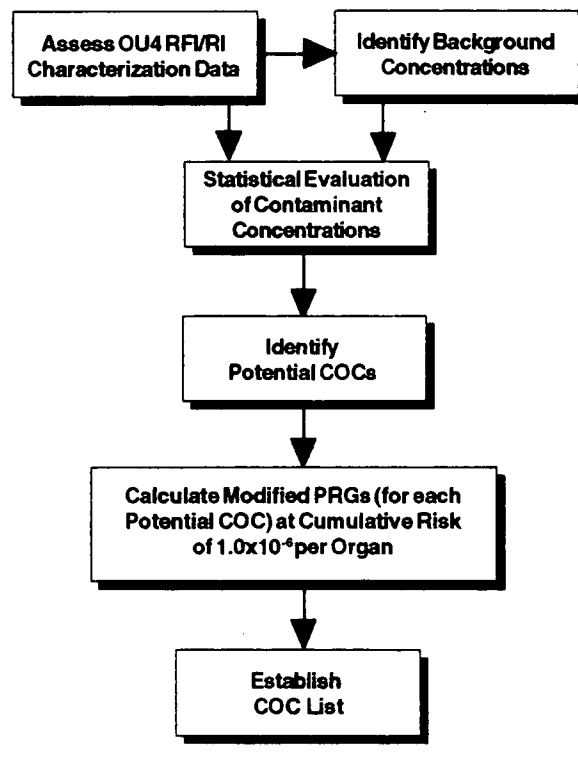 Assess OU4 RFI/RI
Characterization Data
Identify Background
Concentrations
Statistical Evaluation
of Contaminant
Concentrations
Identify
Potential COCs
Calculate Modified PRGs (for each
Potential COC) at Cumulative Risk
of 1.0x10⁻⁶ per Organ
Establish
COC List